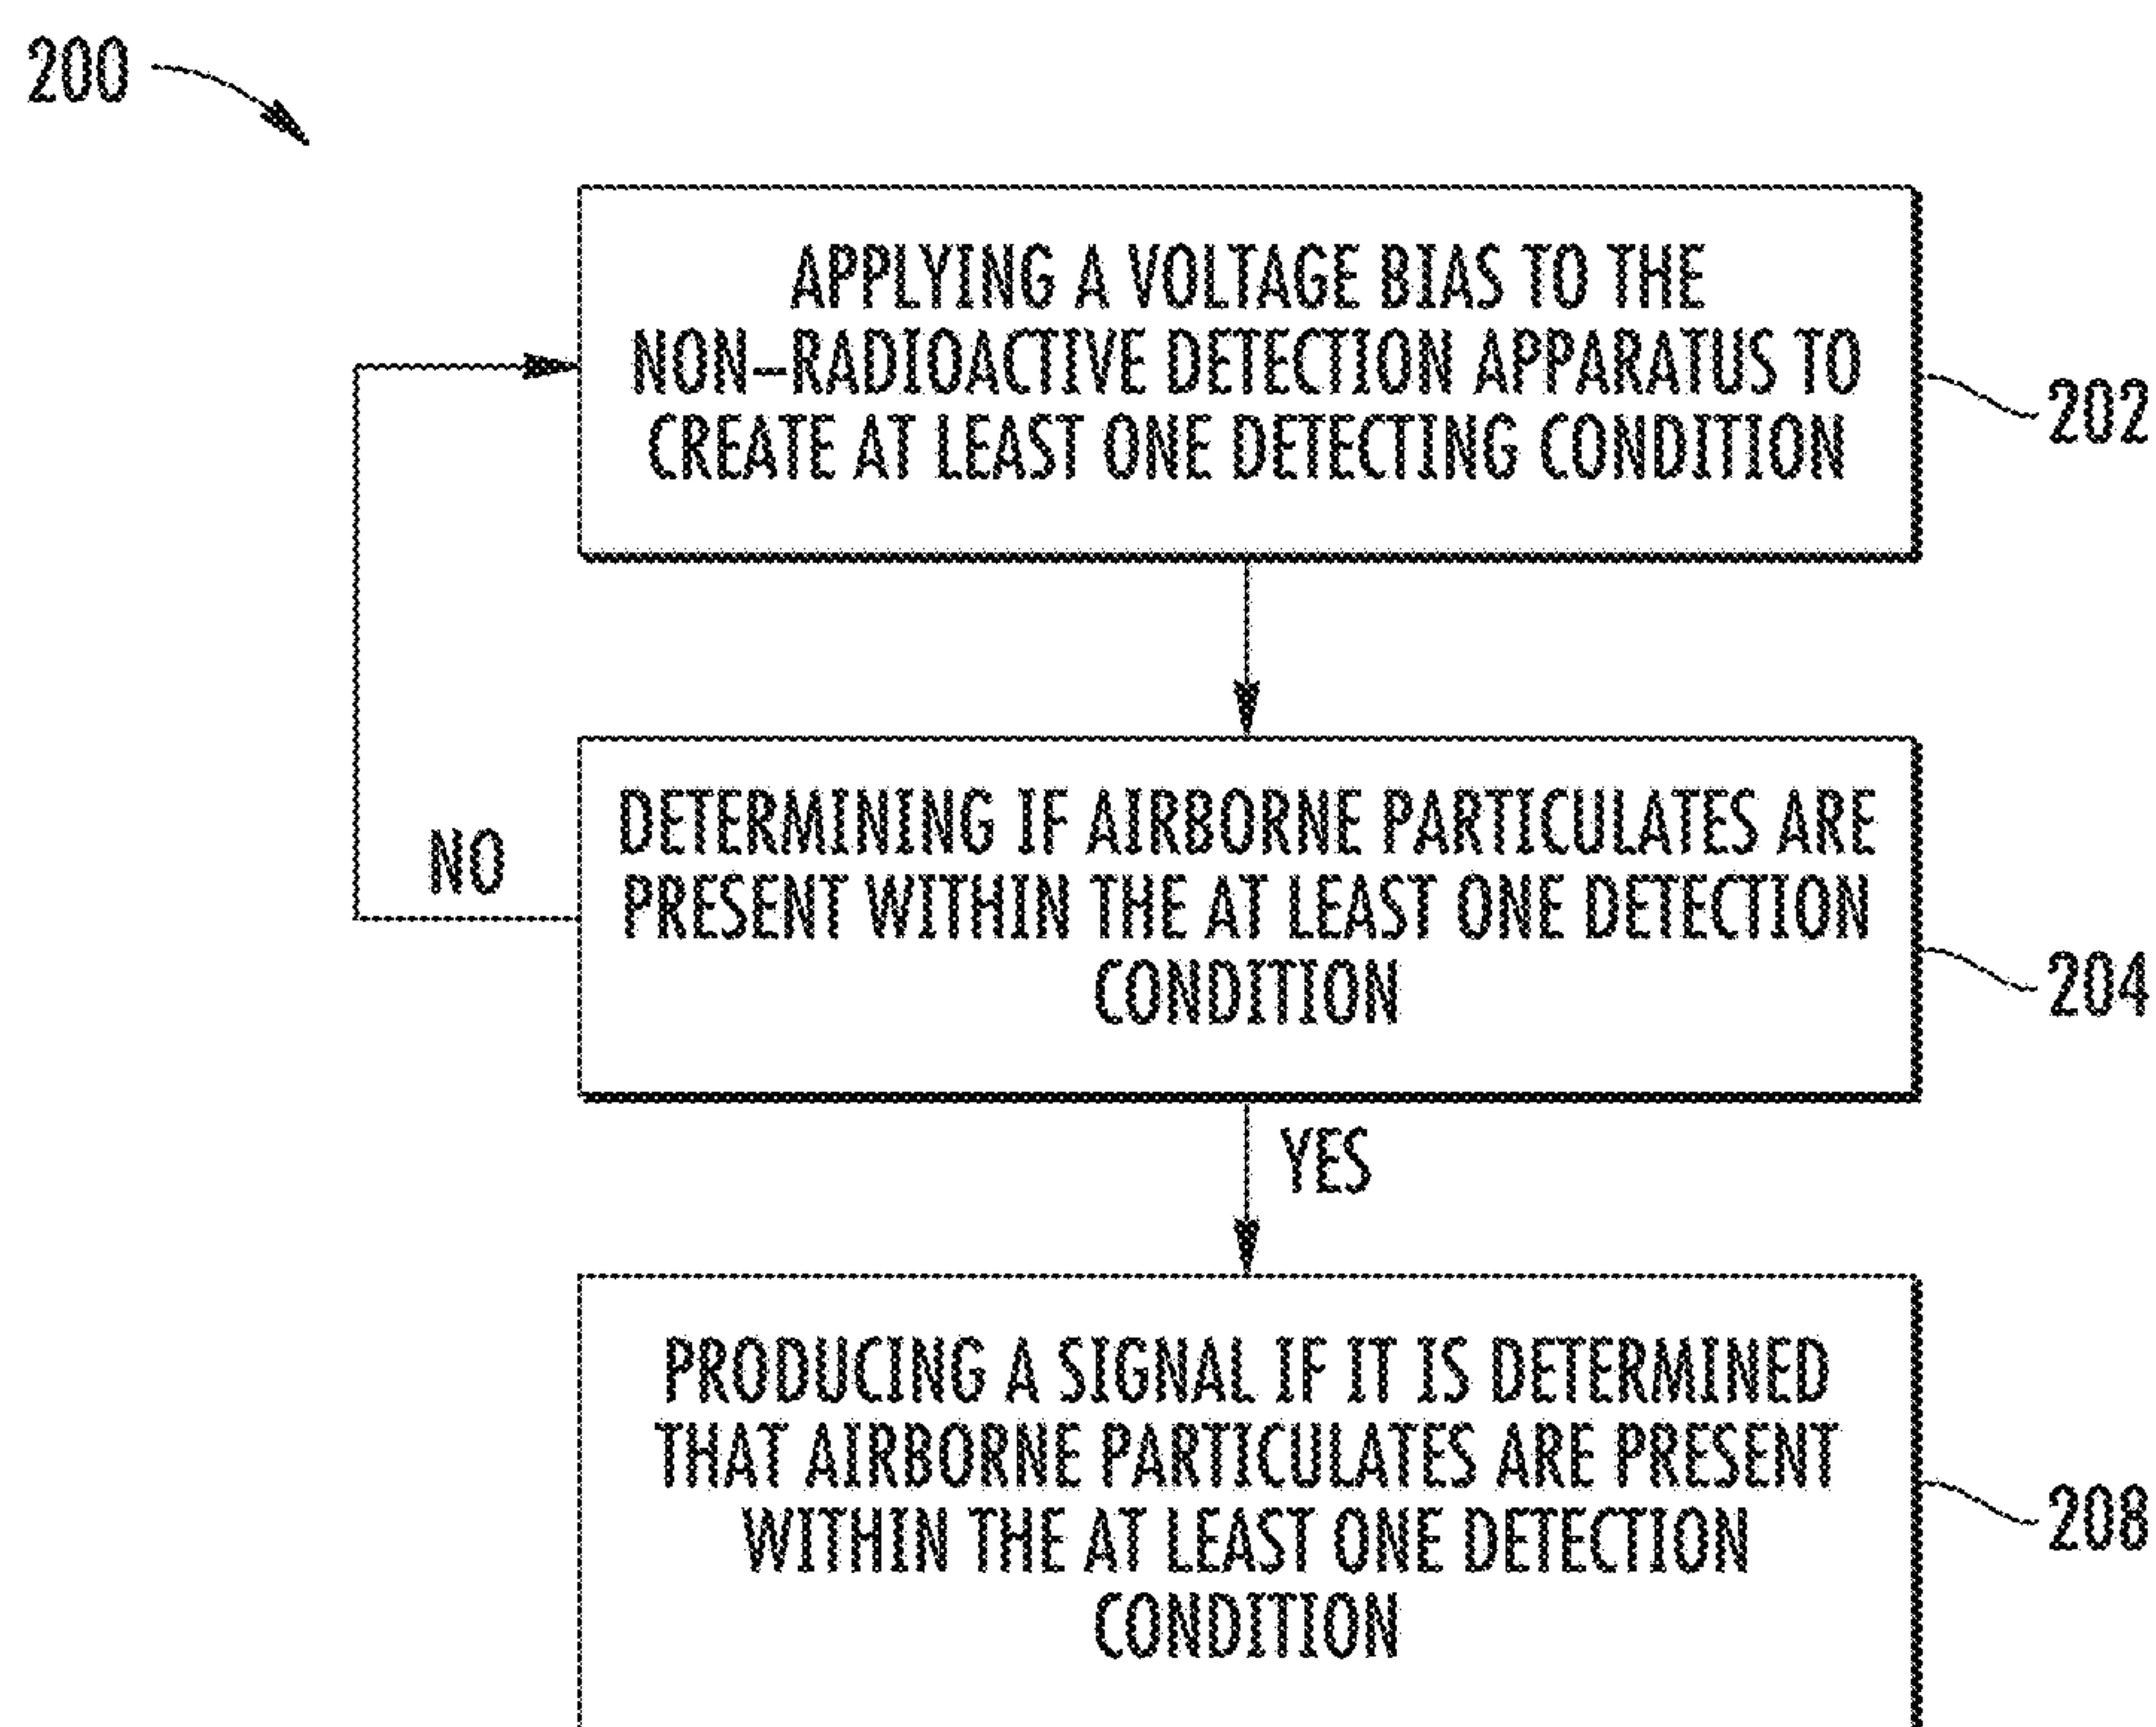 200
APPLYING A VOLTAGE BIAS TO THE
NON-RADIOACTIVE DETECTION APPARATUS TO
CREATE AT LEAST ONE DETECTING CONDITION
202
DETERMINING IF AIRBORNE PARTICULATES ARE
PRESENT WITHIN THE AT LEAST ONE DETECTION
CONDITION
204
NO
YES
PRODUCING A SIGNAL IF IT IS DETERMINED
THAT AIRBORNE PARTICULATES ARE PRESENT
WITHIN THE AT LEAST ONE DETECTION
CONDITION
208